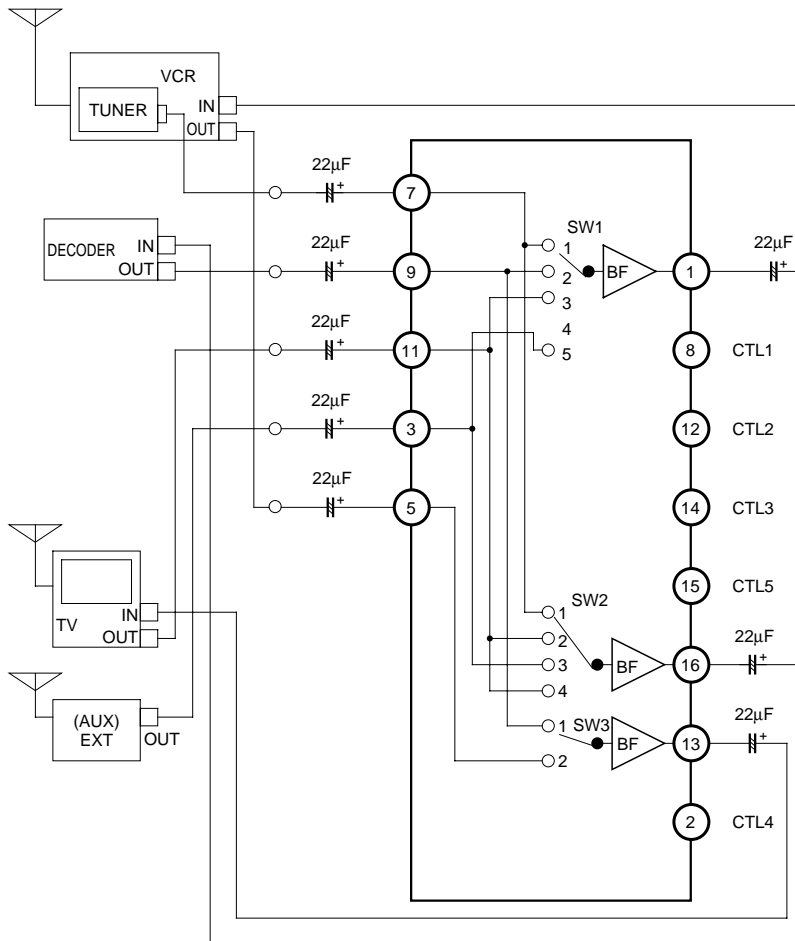 VCR
TUNER
IN
OUT
22μF +
7
DECODER
IN
OUT
22μF +
9
SW1
1
2
3
4
5
BF
1
22μF +
22μF +
11
8 CTL1
22μF +
3
12 CTL2
22μF +
5
14 CTL3
15 CTL5
TV
IN
OUT
SW2
1
2
3
4
BF
16
22μF +
(AUX)
EXT
OUT
SW3
1
2
BF
13
22μF +
2 CTL4